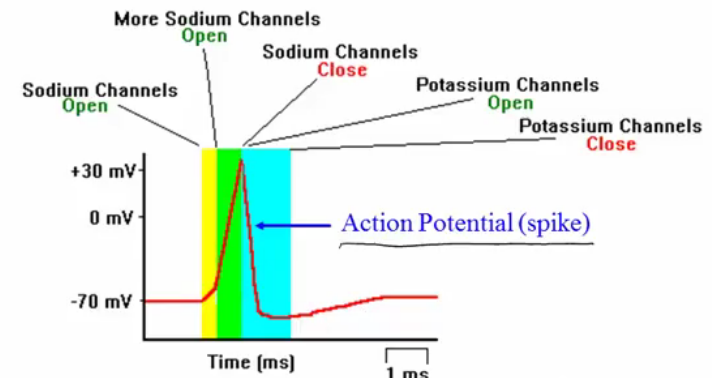 More Sodium Channels
Open
Sodium Channels
Close
Sodium Channels
Open
Potassium Channels
Open
Potassium Channels
Close
+30 mV
0 mV
Action Potential (spike)
-70 mV
Time (ms)
1 ms